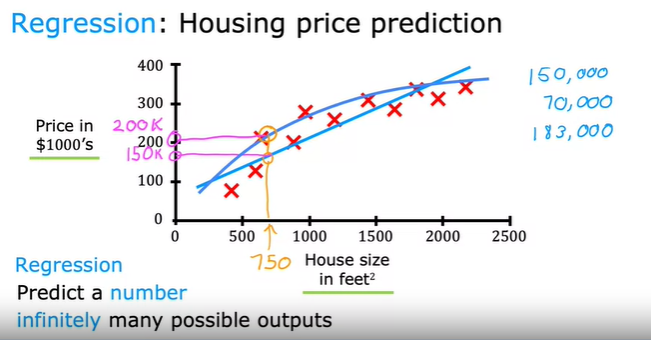 Regression: Housing price prediction
400
300
200
100
0
Price in
$1000's
200K
150K
150,000
70,000
183,000
0 500 1000 1500 2000 2500
750
House size
in feet²
Regression
Predict a number
infinitely many possible outputs